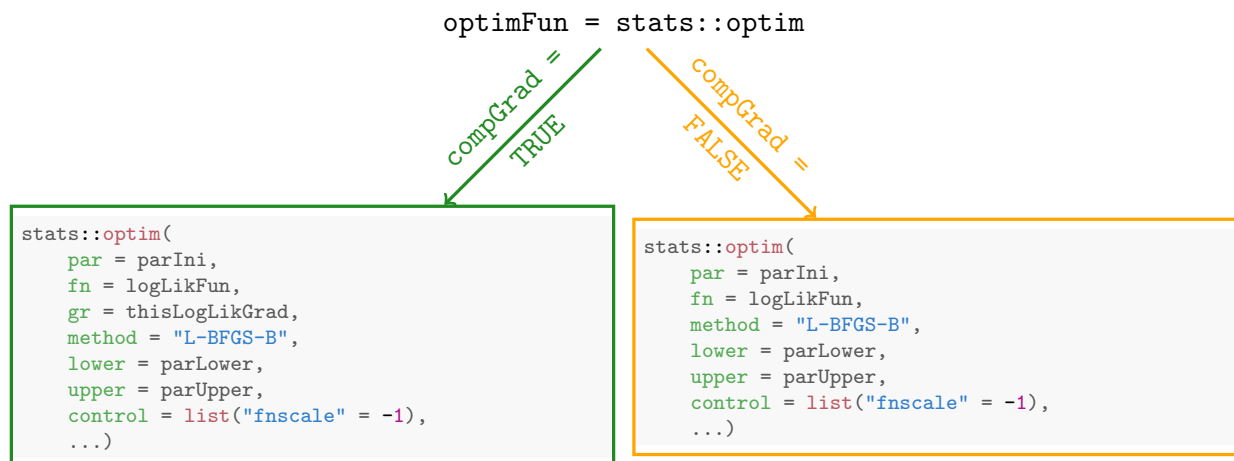 optimFun = stats::optim
compGrad =
TRUE
compGrad =
FALSE
stats::optim(
    par = parIni,
    fn = logLikFun,
    gr = thisLogLikGrad,
    method = "L-BFGS-B",
    lower = parLower,
    upper = parUpper,
    control = list("fnscale" = -1),
    ...)
stats::optim(
    par = parIni,
    fn = logLikFun,
    method = "L-BFGS-B",
    lower = parLower,
    upper = parUpper,
    control = list("fnscale" = -1),
    ...)